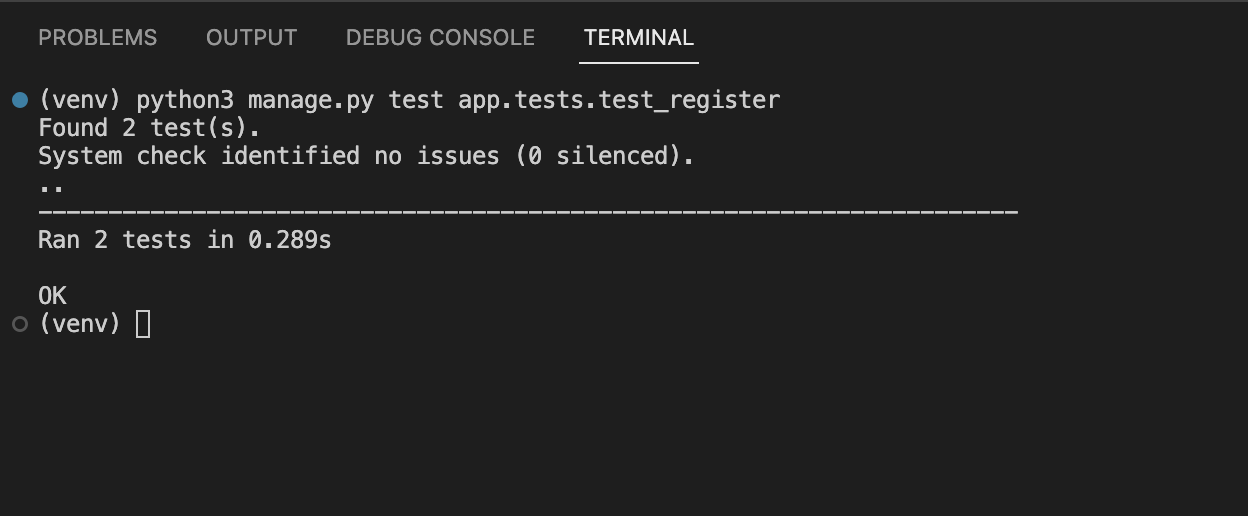 PROBLEMS OUTPUT DEBUG CONSOLE TERMINAL
(venv) python3 manage.py test app.tests.test_register
Found 2 test(s).
System check identified no issues (0 silenced).
..
----------------------------------------------------------------------
Ran 2 tests in 0.289s
OK
(venv)